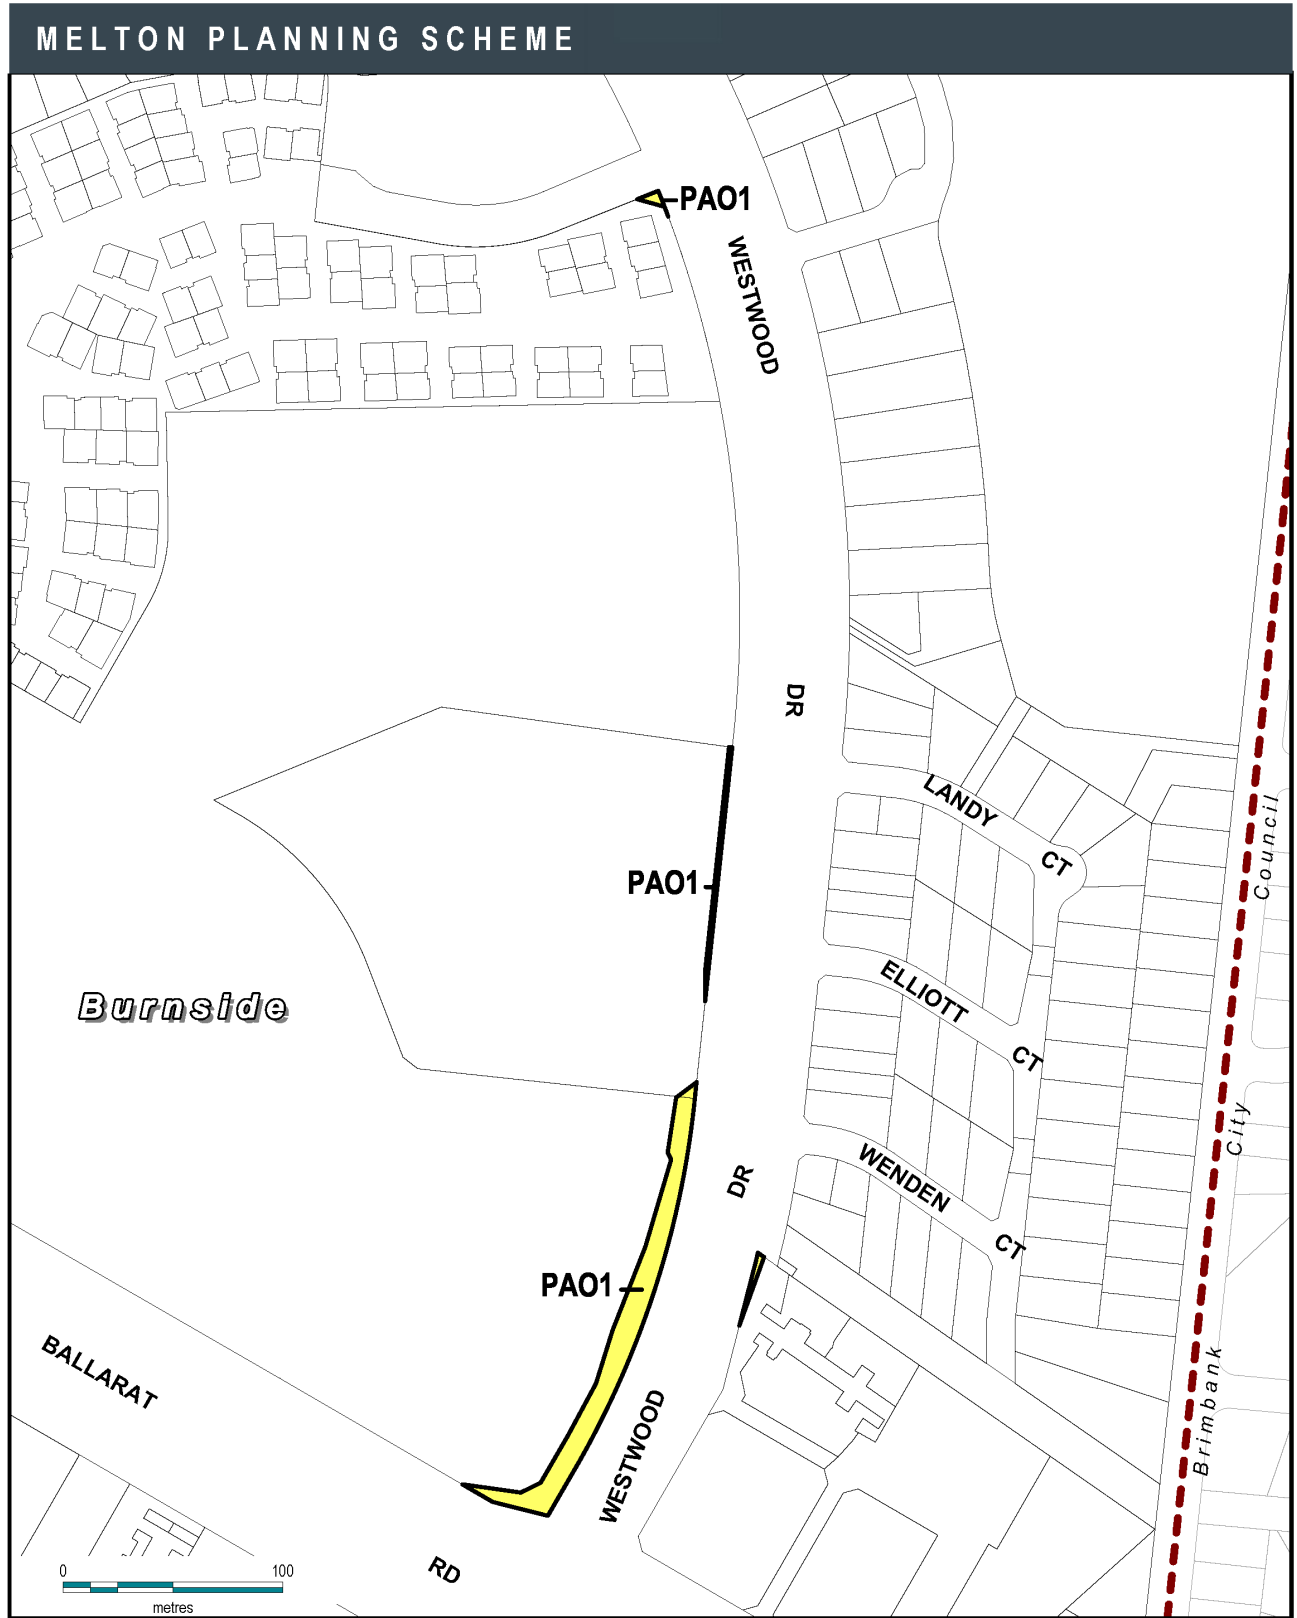 MELTON PLANNING SCHEME
PAO1
WESTWOOD
DR
LANDY
CT
PAO1
ELLIOTT
CT
Burnside
WENDEN
CT
DR
PAO1
WESTWOOD
BALLARAT
RD
Brimbank City Council
0 100
metres